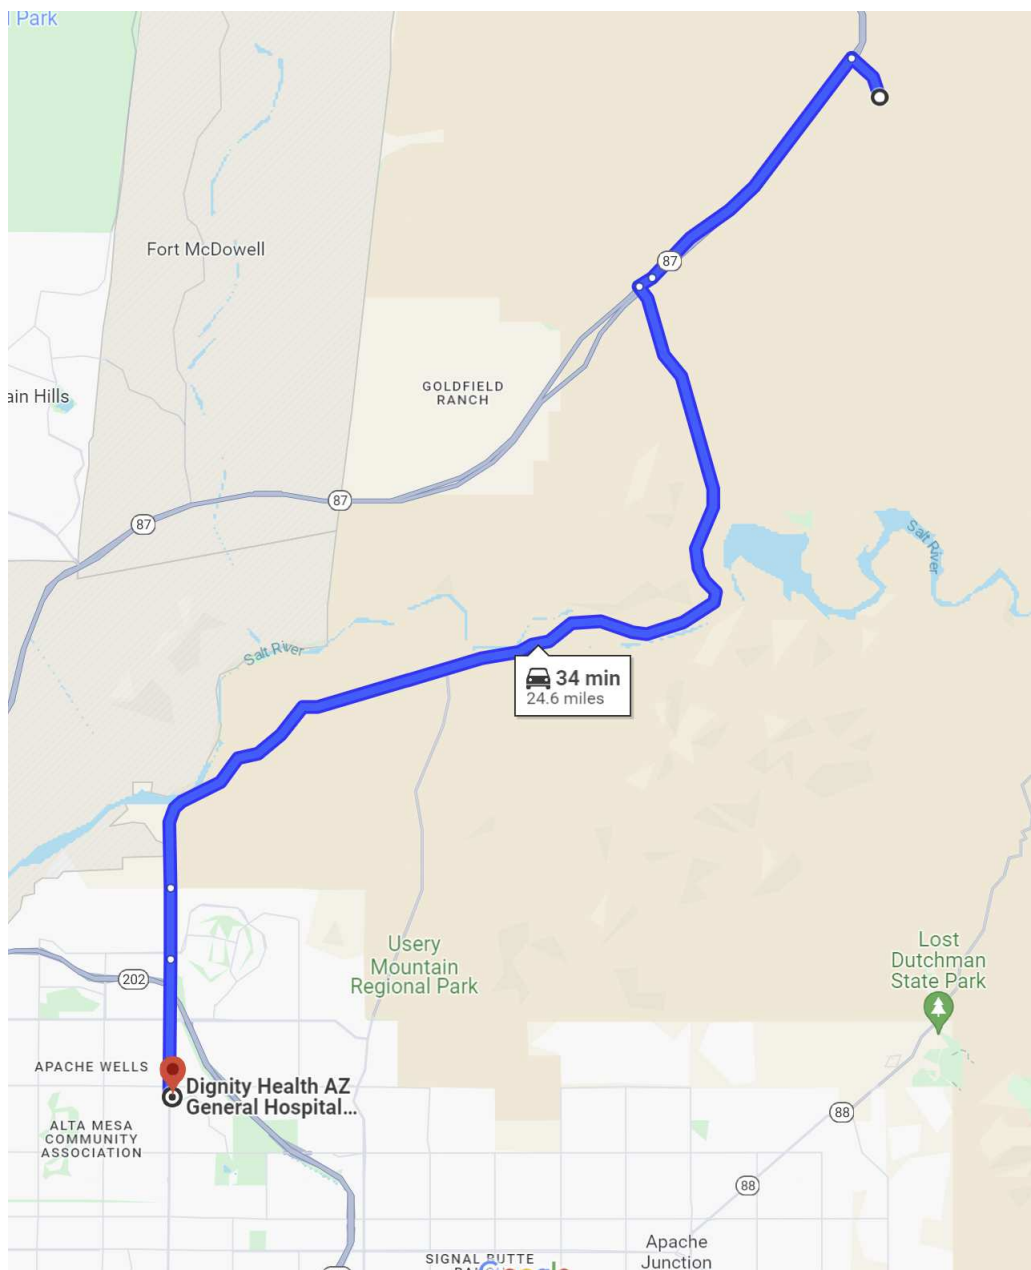 l Park
Fort McDowell
87
GOLDFIELD
RANCH
ain Hills
87
87
Salt River
Salt River
34 min
24.6 miles
Usery
Mountain
Regional Park
Lost
Dutchman
State Park
202
APACHE WELLS
Dignity Health AZ
General Hospital...
ALTA MESA
COMMUNITY
ASSOCIATION
88
88
Apache
Junction
SIGNAL BUTTE